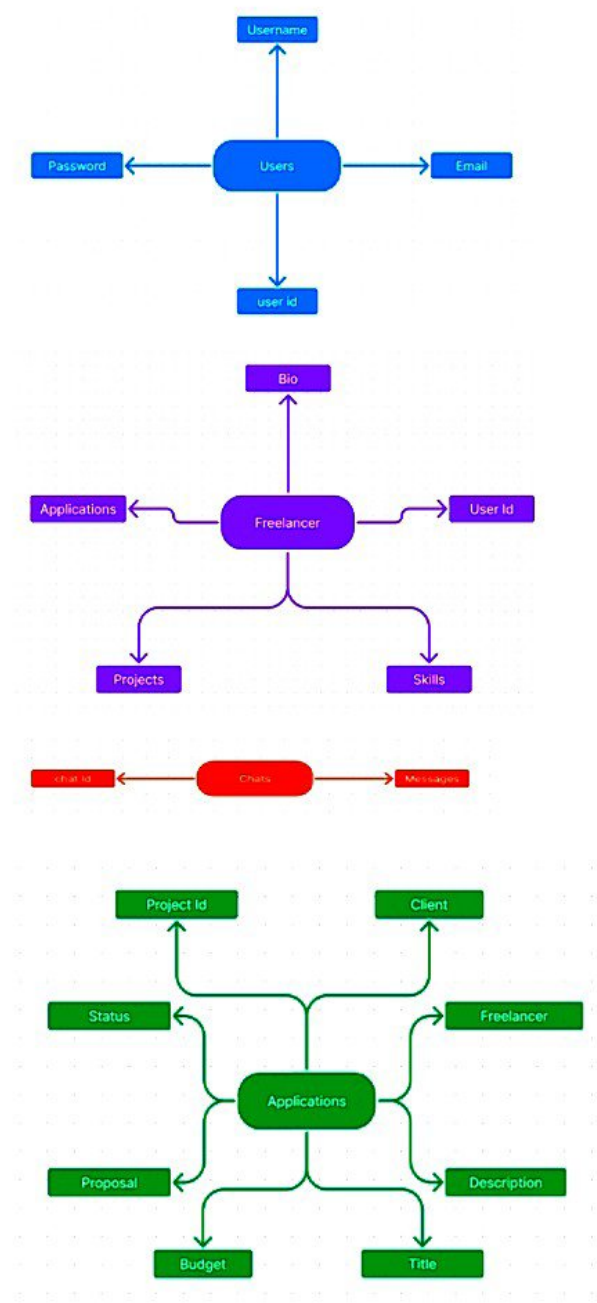 Username
Password
Users
Email
user id
Bio
Applications
Freelancer
User Id
Projects
Skills
chat id
Chats
Messages
Project Id
Client
Status
Freelancer
Applications
Proposal
Description
Budget
Title